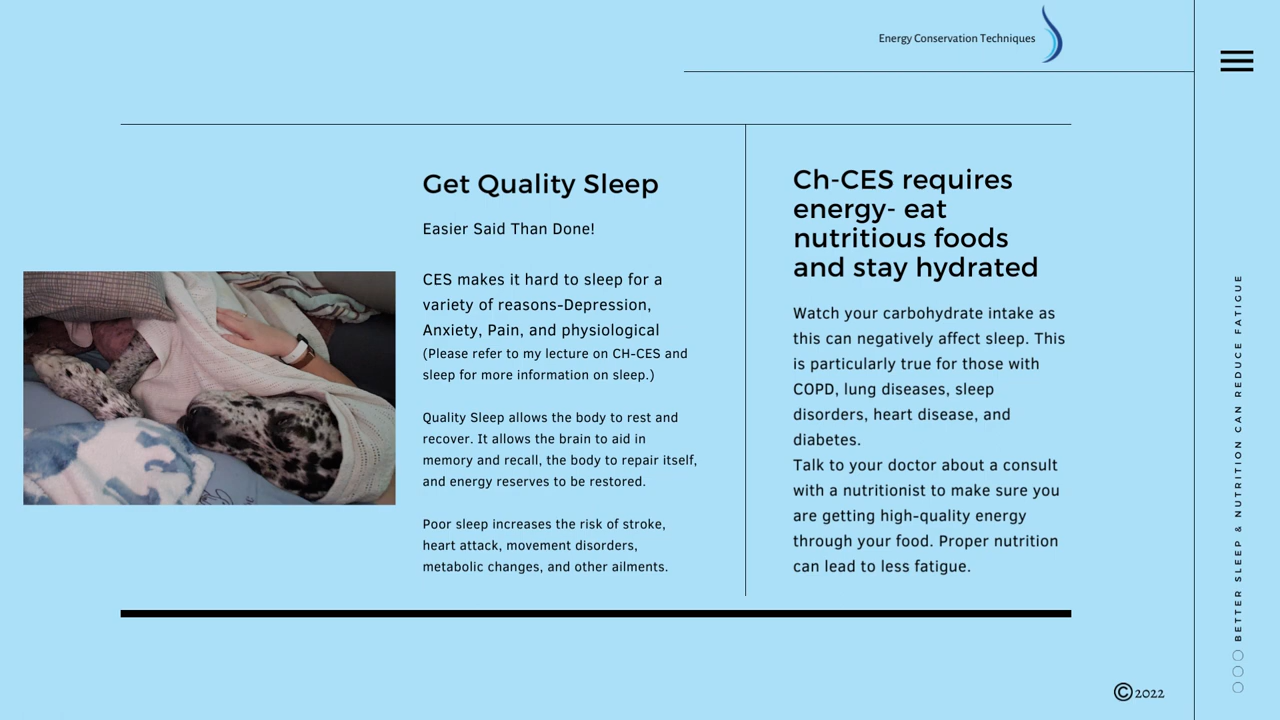 Energy Conservation Techniques
Get Quality Sleep
Easier Said Than Done!
CES makes it hard to sleep for a
variety of reasons-Depression,
Anxiety, Pain, and physiological
(Please refer to my lecture on CH-CES and
sleep for more information on sleep.)
Quality Sleep allows the body to rest and
recover. It allows the brain to aid in
memory and recall, the body to repair itself,
and energy reserves to be restored.
Poor sleep increases the risk of stroke,
heart attack, movement disorders,
metabolic changes, and other ailments.
Ch-CES requires
energy- eat
nutritious foods
and stay hydrated
Watch your carbohydrate intake as
this can negatively affect sleep. This
is particularly true for those with
COPD, lung diseases, sleep
disorders, heart disease, and
diabetes.
Talk to your doctor about a consult
with a nutritionist to make sure you
are getting high-quality energy
through your food. Proper nutrition
can lead to less fatigue.
BETTER SLEEP & NUTRITION CAN REDUCE FATIGUE
©2022